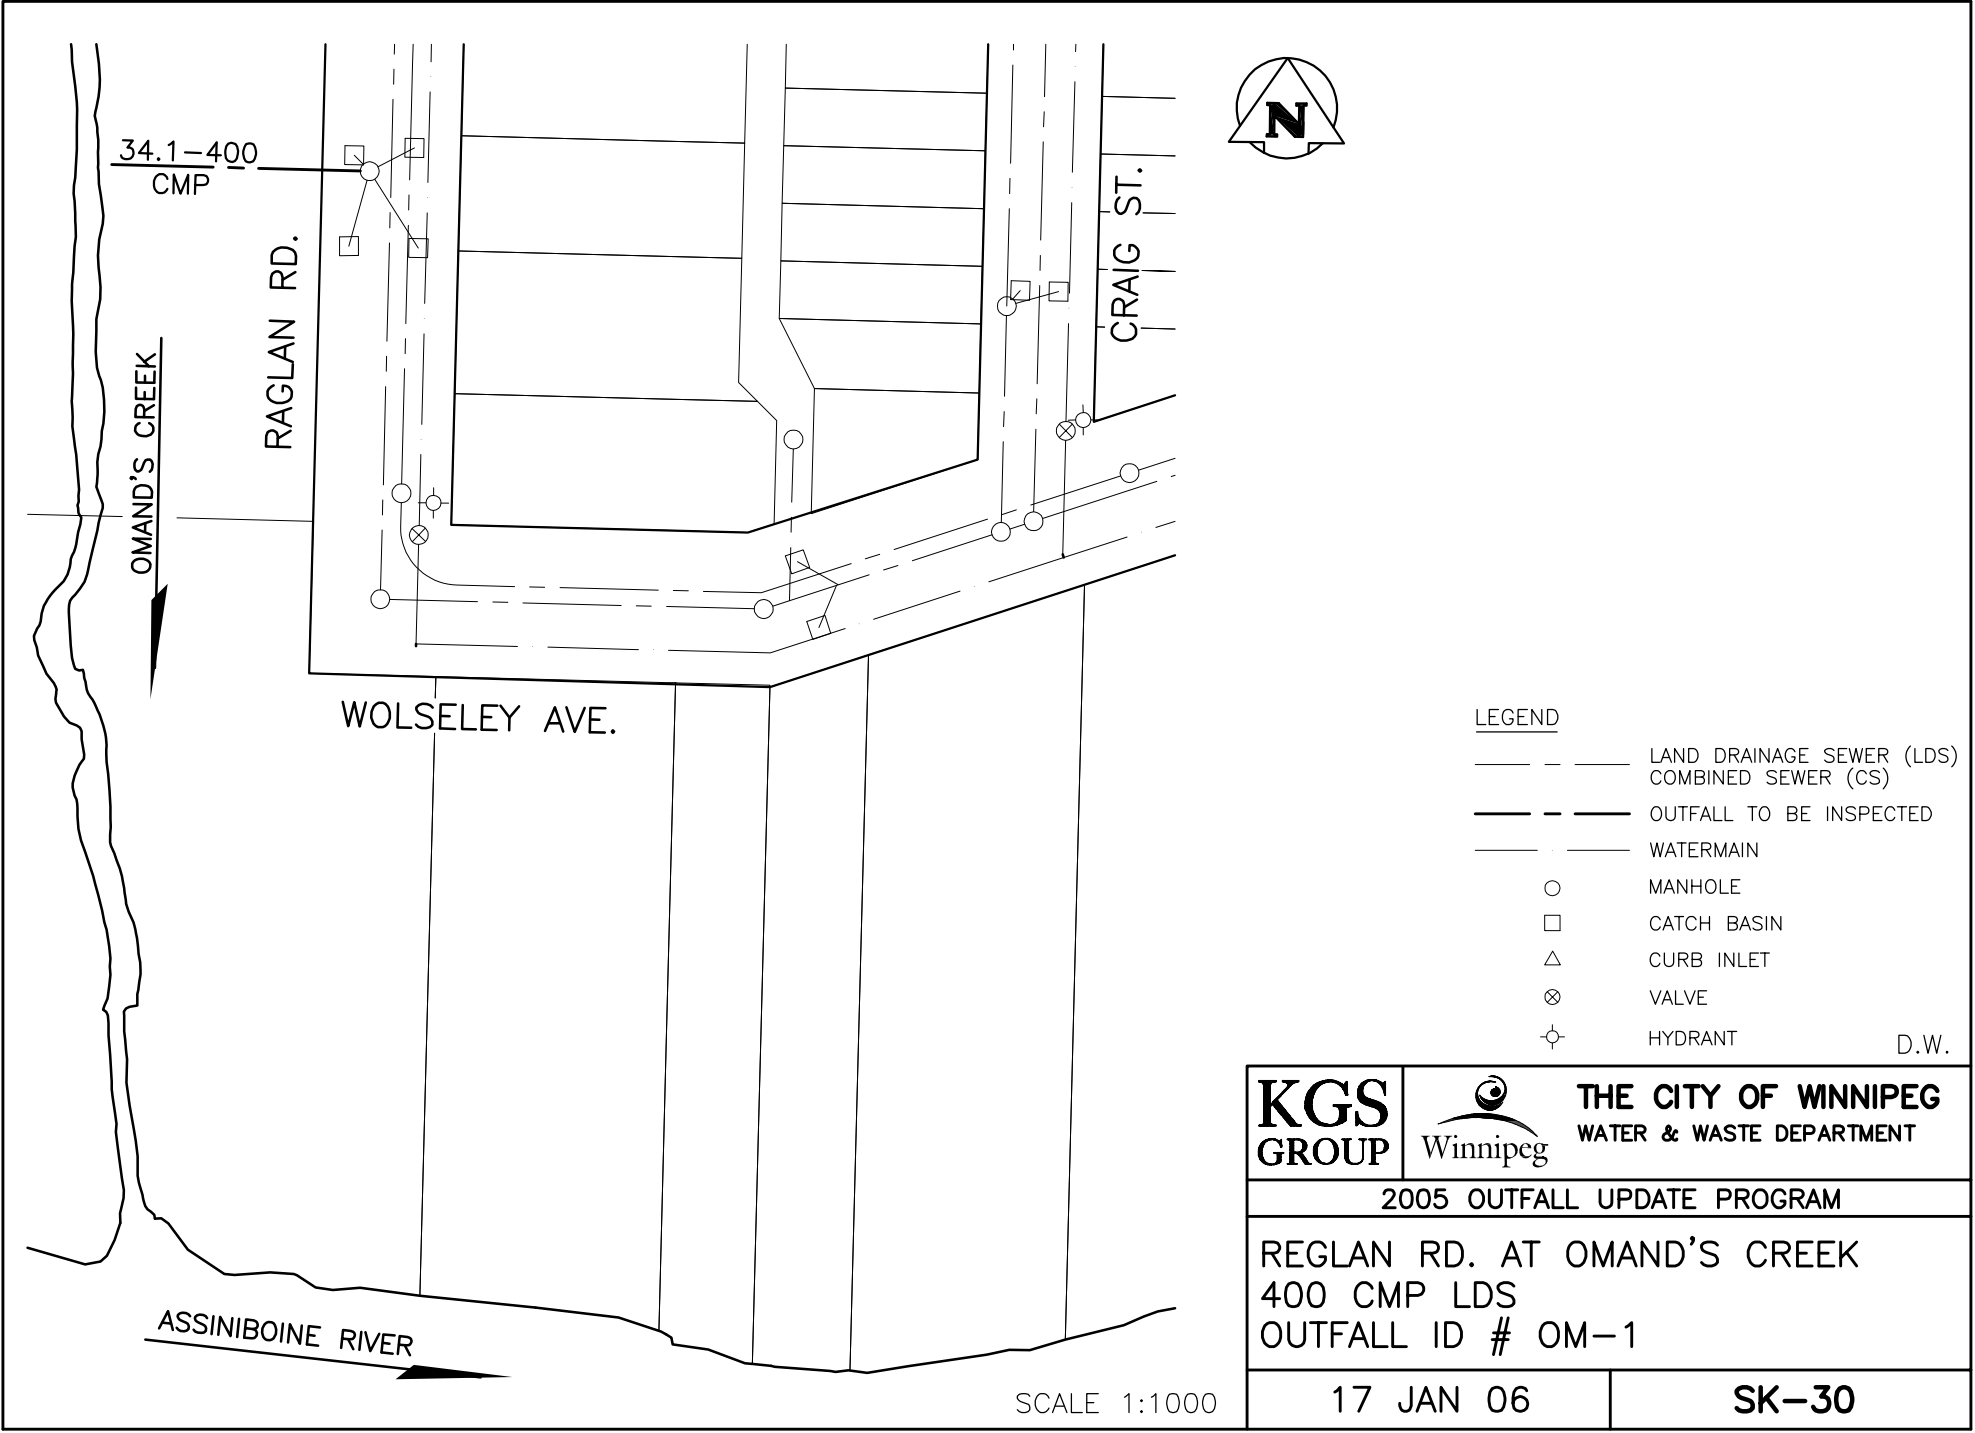 34.1-400
CMP
RAGLAN RD.
OMAND'S CREEK
CRAIG ST.
N
WOLSELEY AVE.
ASSINIBOINE RIVER
SCALE 1:1000
LEGEND
LAND DRAINAGE SEWER (LDS)
COMBINED SEWER (CS)
OUTFALL TO BE INSPECTED
WATERMAIN
MANHOLE
CATCH BASIN
CURB INLET
VALVE
HYDRANT
D.W.
KGS
GROUP
Winnipeg
THE CITY OF WINNIPEG
WATER & WASTE DEPARTMENT
2005 OUTFALL UPDATE PROGRAM
REGLAN RD. AT OMAND'S CREEK
400 CMP LDS
OUTFALL ID # OM-1
17 JAN 06
SK-30